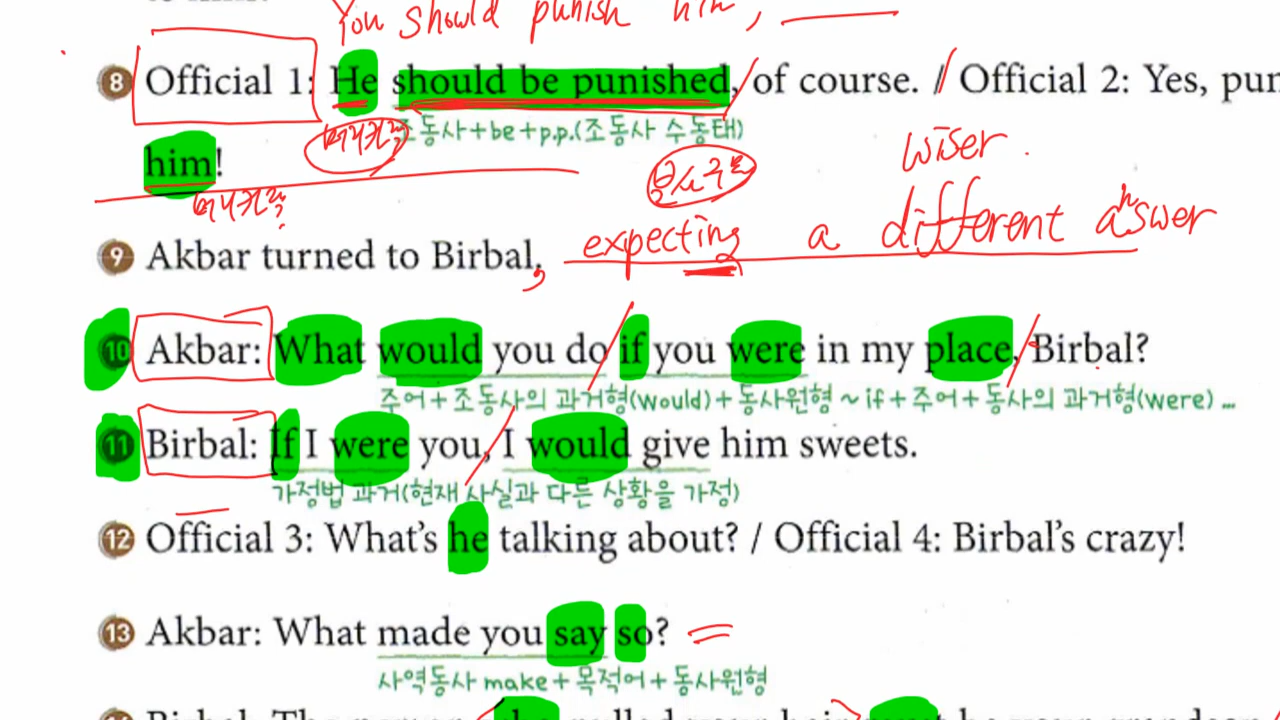 You should punish him,
⑧ Official 1: He should be punished, of course. / Official 2: Yes, pun
조동사+be+p.p.(조동사 수동태)
him!
wiser.
⑨ Akbar turned to Birbal, expecting a different answer
⑩ Akbar: What would you do if you were in my place, Birbal?
주어+조동사의 과거형(would)+동사원형 ~ if+주어+동사의 과거형(were) ...
⑪ Birbal: If I were you, I would give him sweets.
가정법 과거(현재 사실과 다른 상황을 가정)
⑫ Official 3: What's he talking about? / Official 4: Birbal's crazy!
⑬ Akbar: What made you say so?
사역동사 make+목적어+동사원형